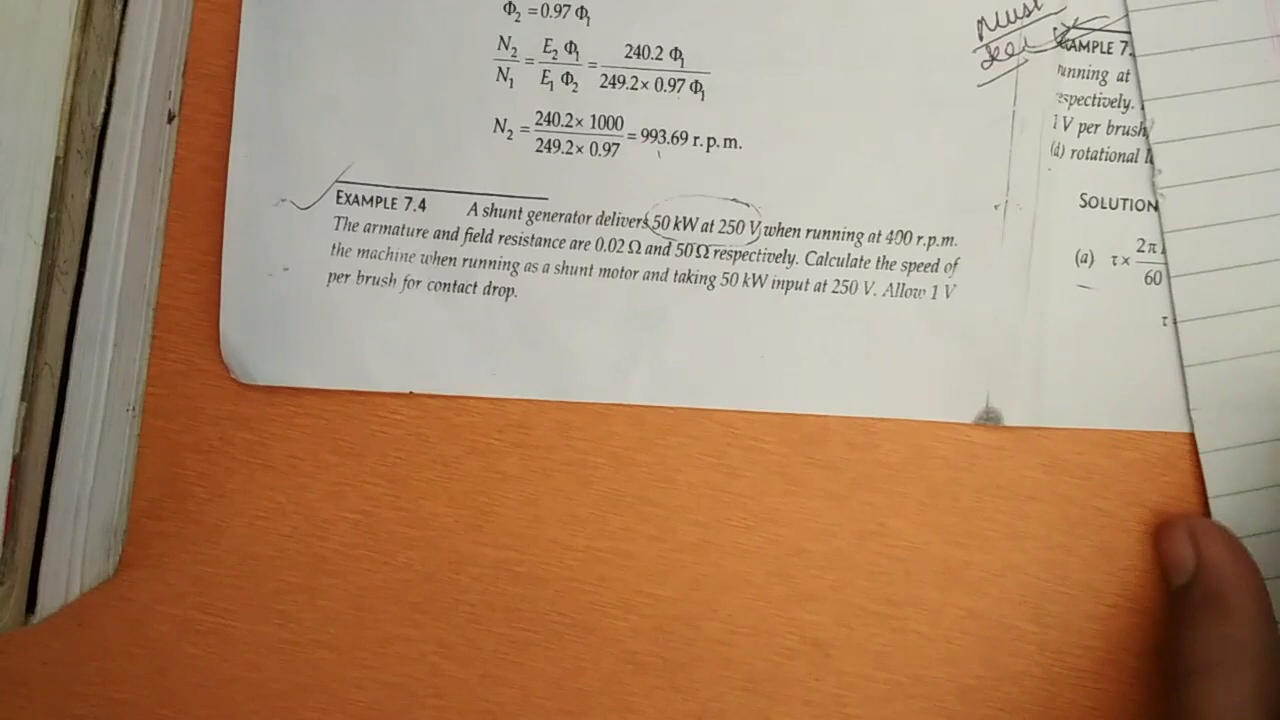 Φ₂ = 0.97 Φ₁
N₂/N₁ = E₂ Φ₁/E₁ Φ₂ = 240.2 Φ₁/249.2 × 0.97 Φ₁
N₂ = 240.2 × 1000/249.2 × 0.97 = 993.69 r.p.m.
EXAMPLE 7.4 A shunt generator delivers 50 kW at 250 V when running at 400 r.p.m.
The armature and field resistance are 0.02 Ω and 50 Ω respectively. Calculate the speed of
the machine when running as a shunt motor and taking 50 kW input at 250 V. Allow 1 V
per brush for contact drop.
Must
see
AMPLE 7.
running at
espectively.
1 V per brush
(d) rotational
SOLUTION
(a) τ × 2π/60
τ